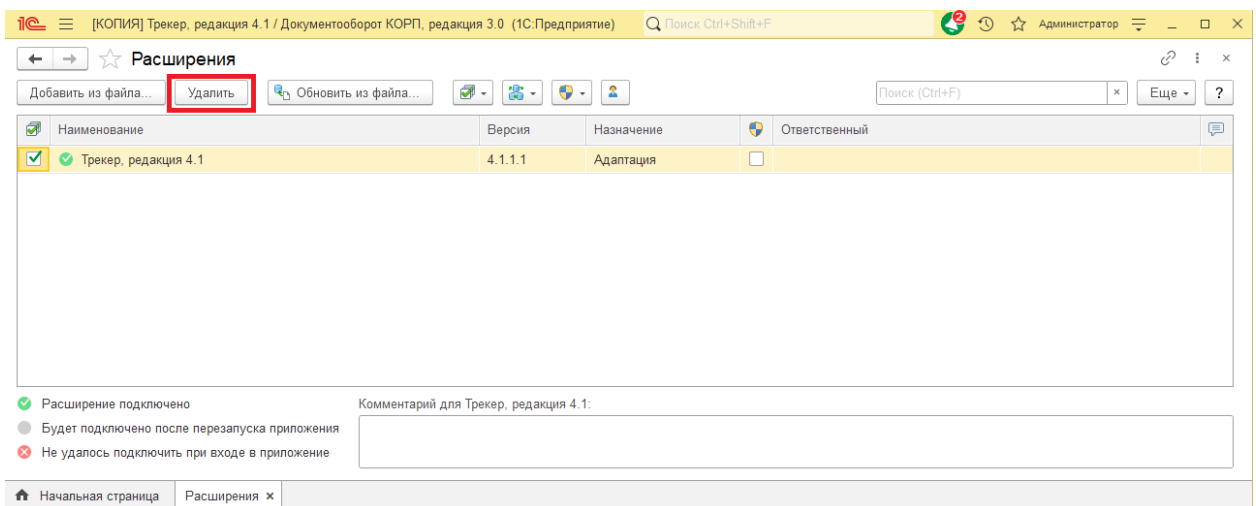 1С [КОПИЯ] Трекер, редакция 4.1 / Документооборот КОРП, редакция 3.0 (1С:Предприятие) Поиск Ctrl+Shift+F 2 Администратор
Расширения
Добавить из файла... Удалить Обновить из файла... Поиск (Ctrl+F) × Еще ?
Наименование Версия Назначение Ответственный
Трекер, редакция 4.1 4.1.1.1 Адаптация
Расширение подключено Комментарий для Трекер, редакция 4.1:
Будет подключено после перезапуска приложения
Не удалось подключить при входе в приложение
Начальная страница Расширения ×